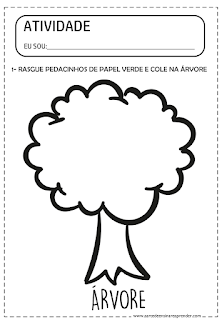 ATIVIDADE
EU SOU:
1- RASGUE PEDACINHOS DE PAPEL VERDE E COLE NA ÁRVORE
ÁRVORE